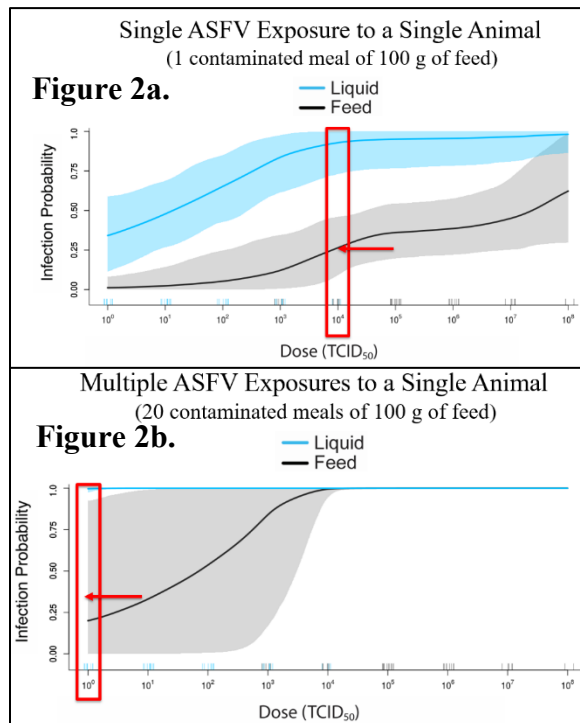 Single ASFV Exposure to a Single Animal
(1 contaminated meal of 100 g of feed)
Figure 2a.
Liquid
Feed
Infection Probability
1.0
0.75
0.50
0.25
0.00
10⁰ 10¹ 10² 10³ 10⁴ 10⁵ 10⁶ 10⁷ 10⁸
Dose (TCID₅₀)
Multiple ASFV Exposures to a Single Animal
(20 contaminated meals of 100 g of feed)
Figure 2b.
Liquid
Feed
Infection Probability
1.0
0.75
0.50
0.25
0.00
10⁰ 10¹ 10² 10³ 10⁴ 10⁵ 10⁶ 10⁷ 10⁸
Dose (TCID₅₀)